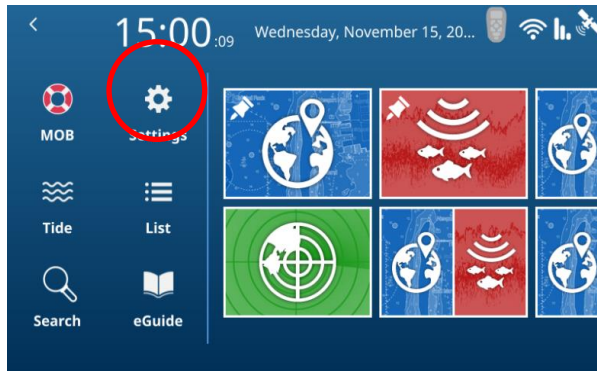 15:00:09 Wednesday, November 15, 20...
MOB Settings
Tide List
Search eGuide